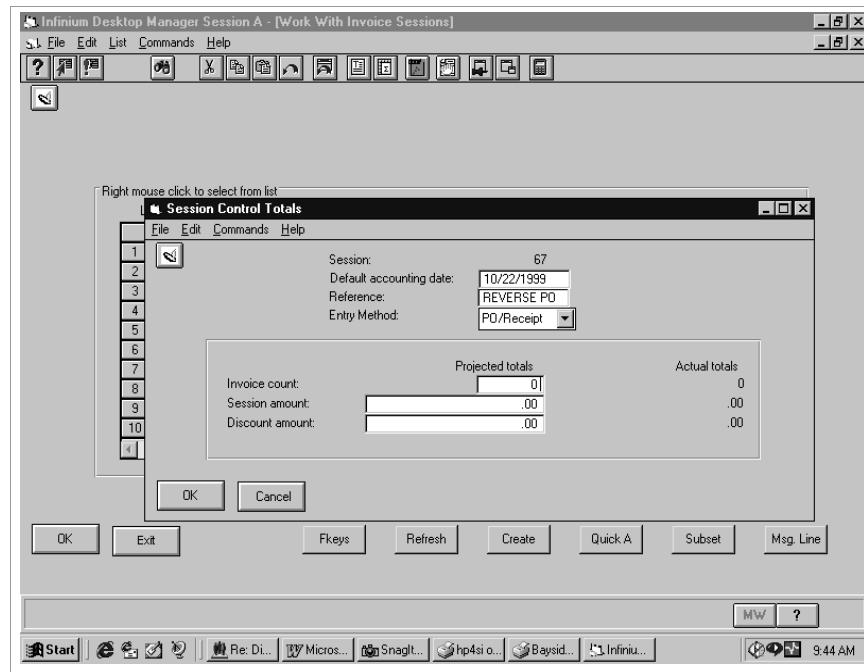 Infinium Desktop Manager Session A - [Work With Invoice Sessions]
File Edit List Commands Help
Right mouse click to select from list
Session Control Totals
File Edit Commands Help
Session: 67
Default accounting date: 10/22/1999
Reference: REVERSE PO
Entry Method: PO/Receipt
Projected totals Actual totals
Invoice count: 0 0
Session amount: .00 .00
Discount amount: .00 .00
1
2
3
4
5
6
7
8
9
10
OK Cancel
OK Exit Fkeys Refresh Create Quick A Subset Msg. Line
MW ?
Start Re: Di... Micros... SnagIt... hp4si o... Baysid... Infiniu... 9:44 AM